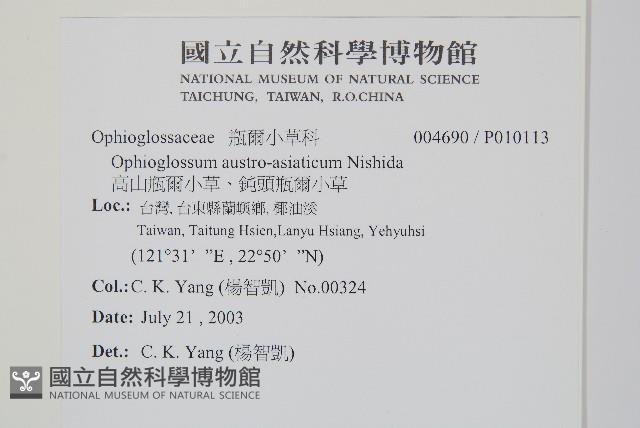 國立自然科學博物館
NATIONAL MUSEUM OF NATURAL SCIENCE
TAICHUNG, TAIWAN, R.O.CHINA
Ophioglossaceae 瓶爾小草科 004690 / P010113
Ophioglossum austro-asiaticum Nishida
高山瓶爾小草、鈍頭瓶爾小草
Loc.: 台灣, 台東縣蘭嶼鄉, 椰油溪
Taiwan, Taitung Hsien,Lanyu Hsiang, Yehyuhsi
(121°31’ ”E , 22°50’ ”N)
Col.: C. K. Yang (楊智凱) No.00324
Date: July 21 , 2003
Det.: C. K. Yang (楊智凱)
國立自然科學博物館
NATIONAL MUSEUM OF NATURAL SCIENCE